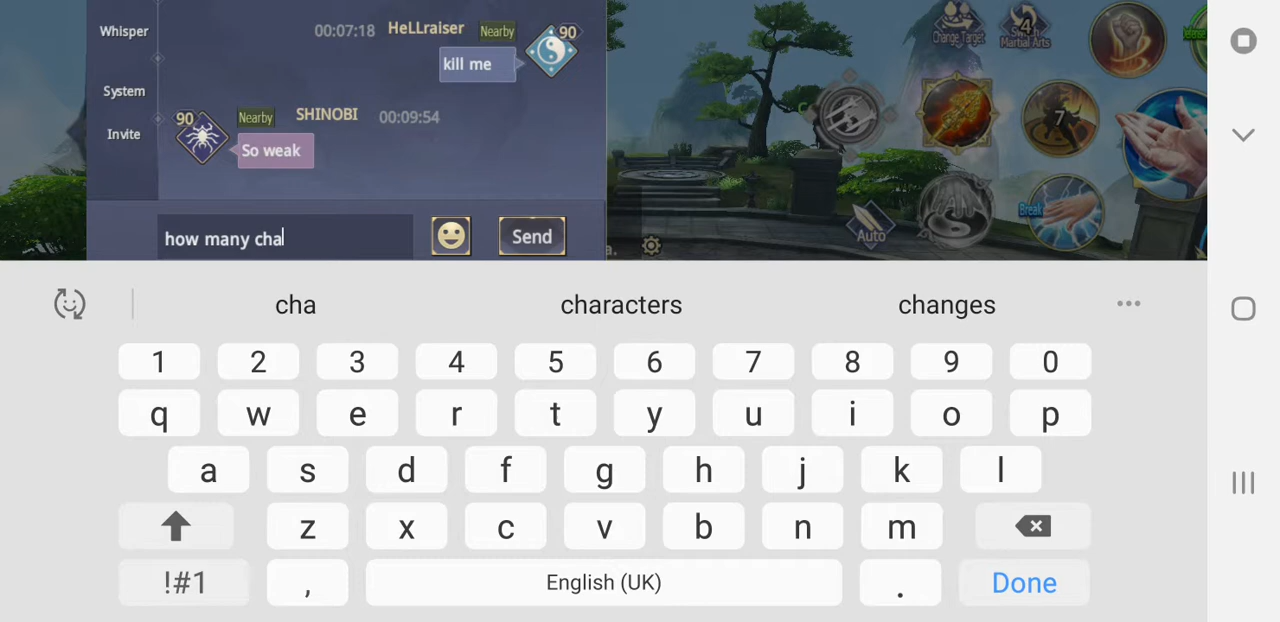 Whisper
System
Invite
00:07:18 HeLLraiser Nearby 90
kill me
90 Nearby SHINOBI 00:09:54
So weak
how many cha
Send
Change Target
4
Martial Arts
7
Break
Auto
cha characters changes
1 2 3 4 5 6 7 8 9 0
q w e r t y u i o p
a s d f g h j k l
z x c v b n m
!#1 , English (UK) . Done